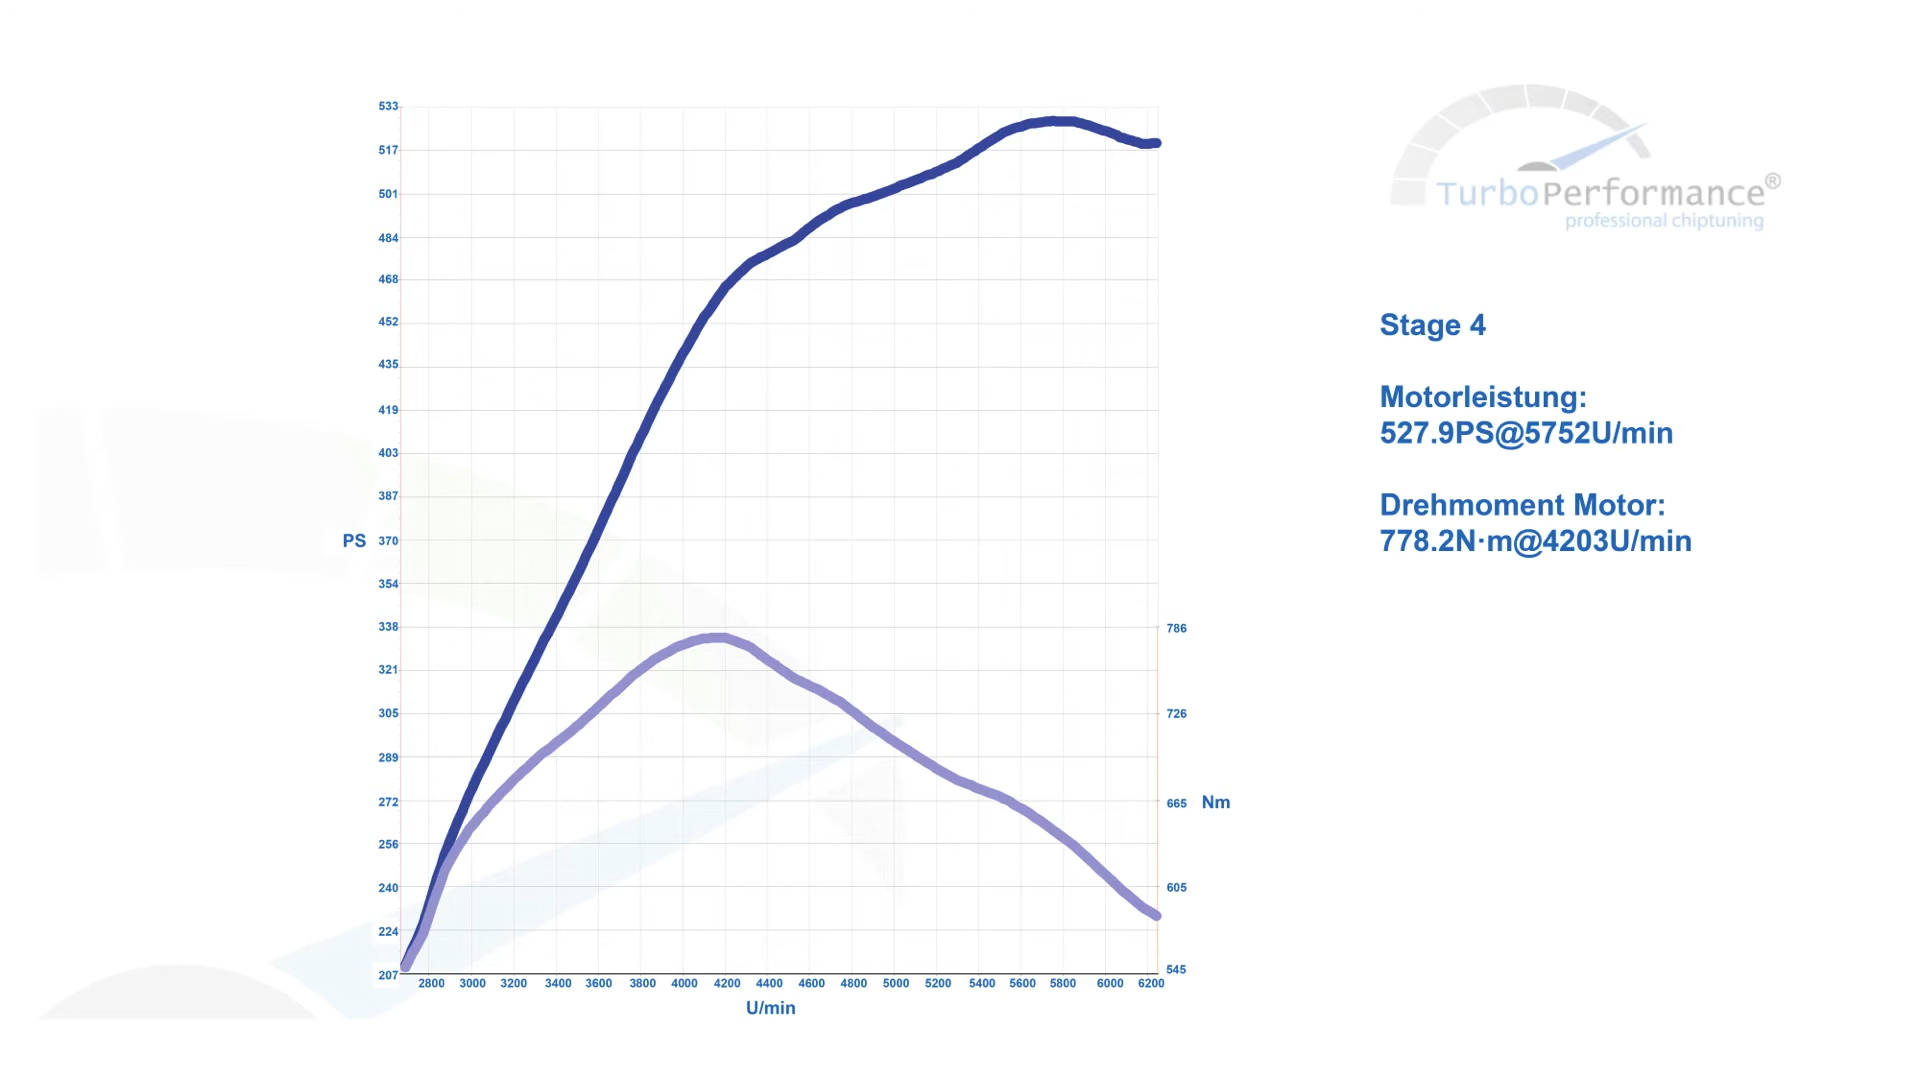 TurboPerformance®
professional chiptuning
Stage 4
Motorleistung:
527.9PS@5752U/min
Drehmoment Motor:
778.2N·m@4203U/min
533
517
501
484
468
452
435
419
403
387
PS 370
354
338
321
305
289
272
256
240
224
207
786
726
665 Nm
605
545
2800 3000 3200 3400 3600 3800 4000 4200 4400 4600 4800 5000 5200 5400 5600 5800 6000 6200
U/min